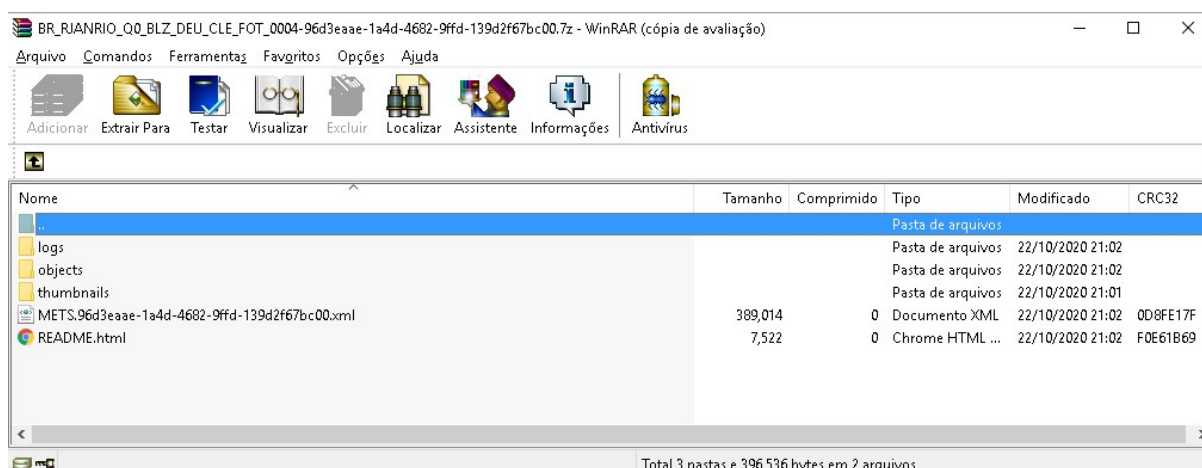 BR_RJANRIO_Q0_BLZ_DEU_CLE_FOT_0004-96d3eaae-1a4d-4682-9ffd-139d2f67bc00.7z - WinRAR (cópia de avaliação)
Arquivo Comandos Ferramentas Favoritos Opções Ajuda
Adicionar Extrair Para Testar Visualizar Excluir Localizar Assistente Informações Antivírus
Nome Tamanho Comprimido Tipo Modificado CRC32
.. Pasta de arquivos
logs Pasta de arquivos 22/10/2020 21:02
objects Pasta de arquivos 22/10/2020 21:02
thumbnails Pasta de arquivos 22/10/2020 21:01
METS.96d3eaae-1a4d-4682-9ffd-139d2f67bc00.xml 389,014 0 Documento XML 22/10/2020 21:02 0D8FE17F
README.html 7,522 0 Chrome HTML ... 22/10/2020 21:02 F0E61B69
Total 3 pastas e 396,536 bytes em 2 arquivos